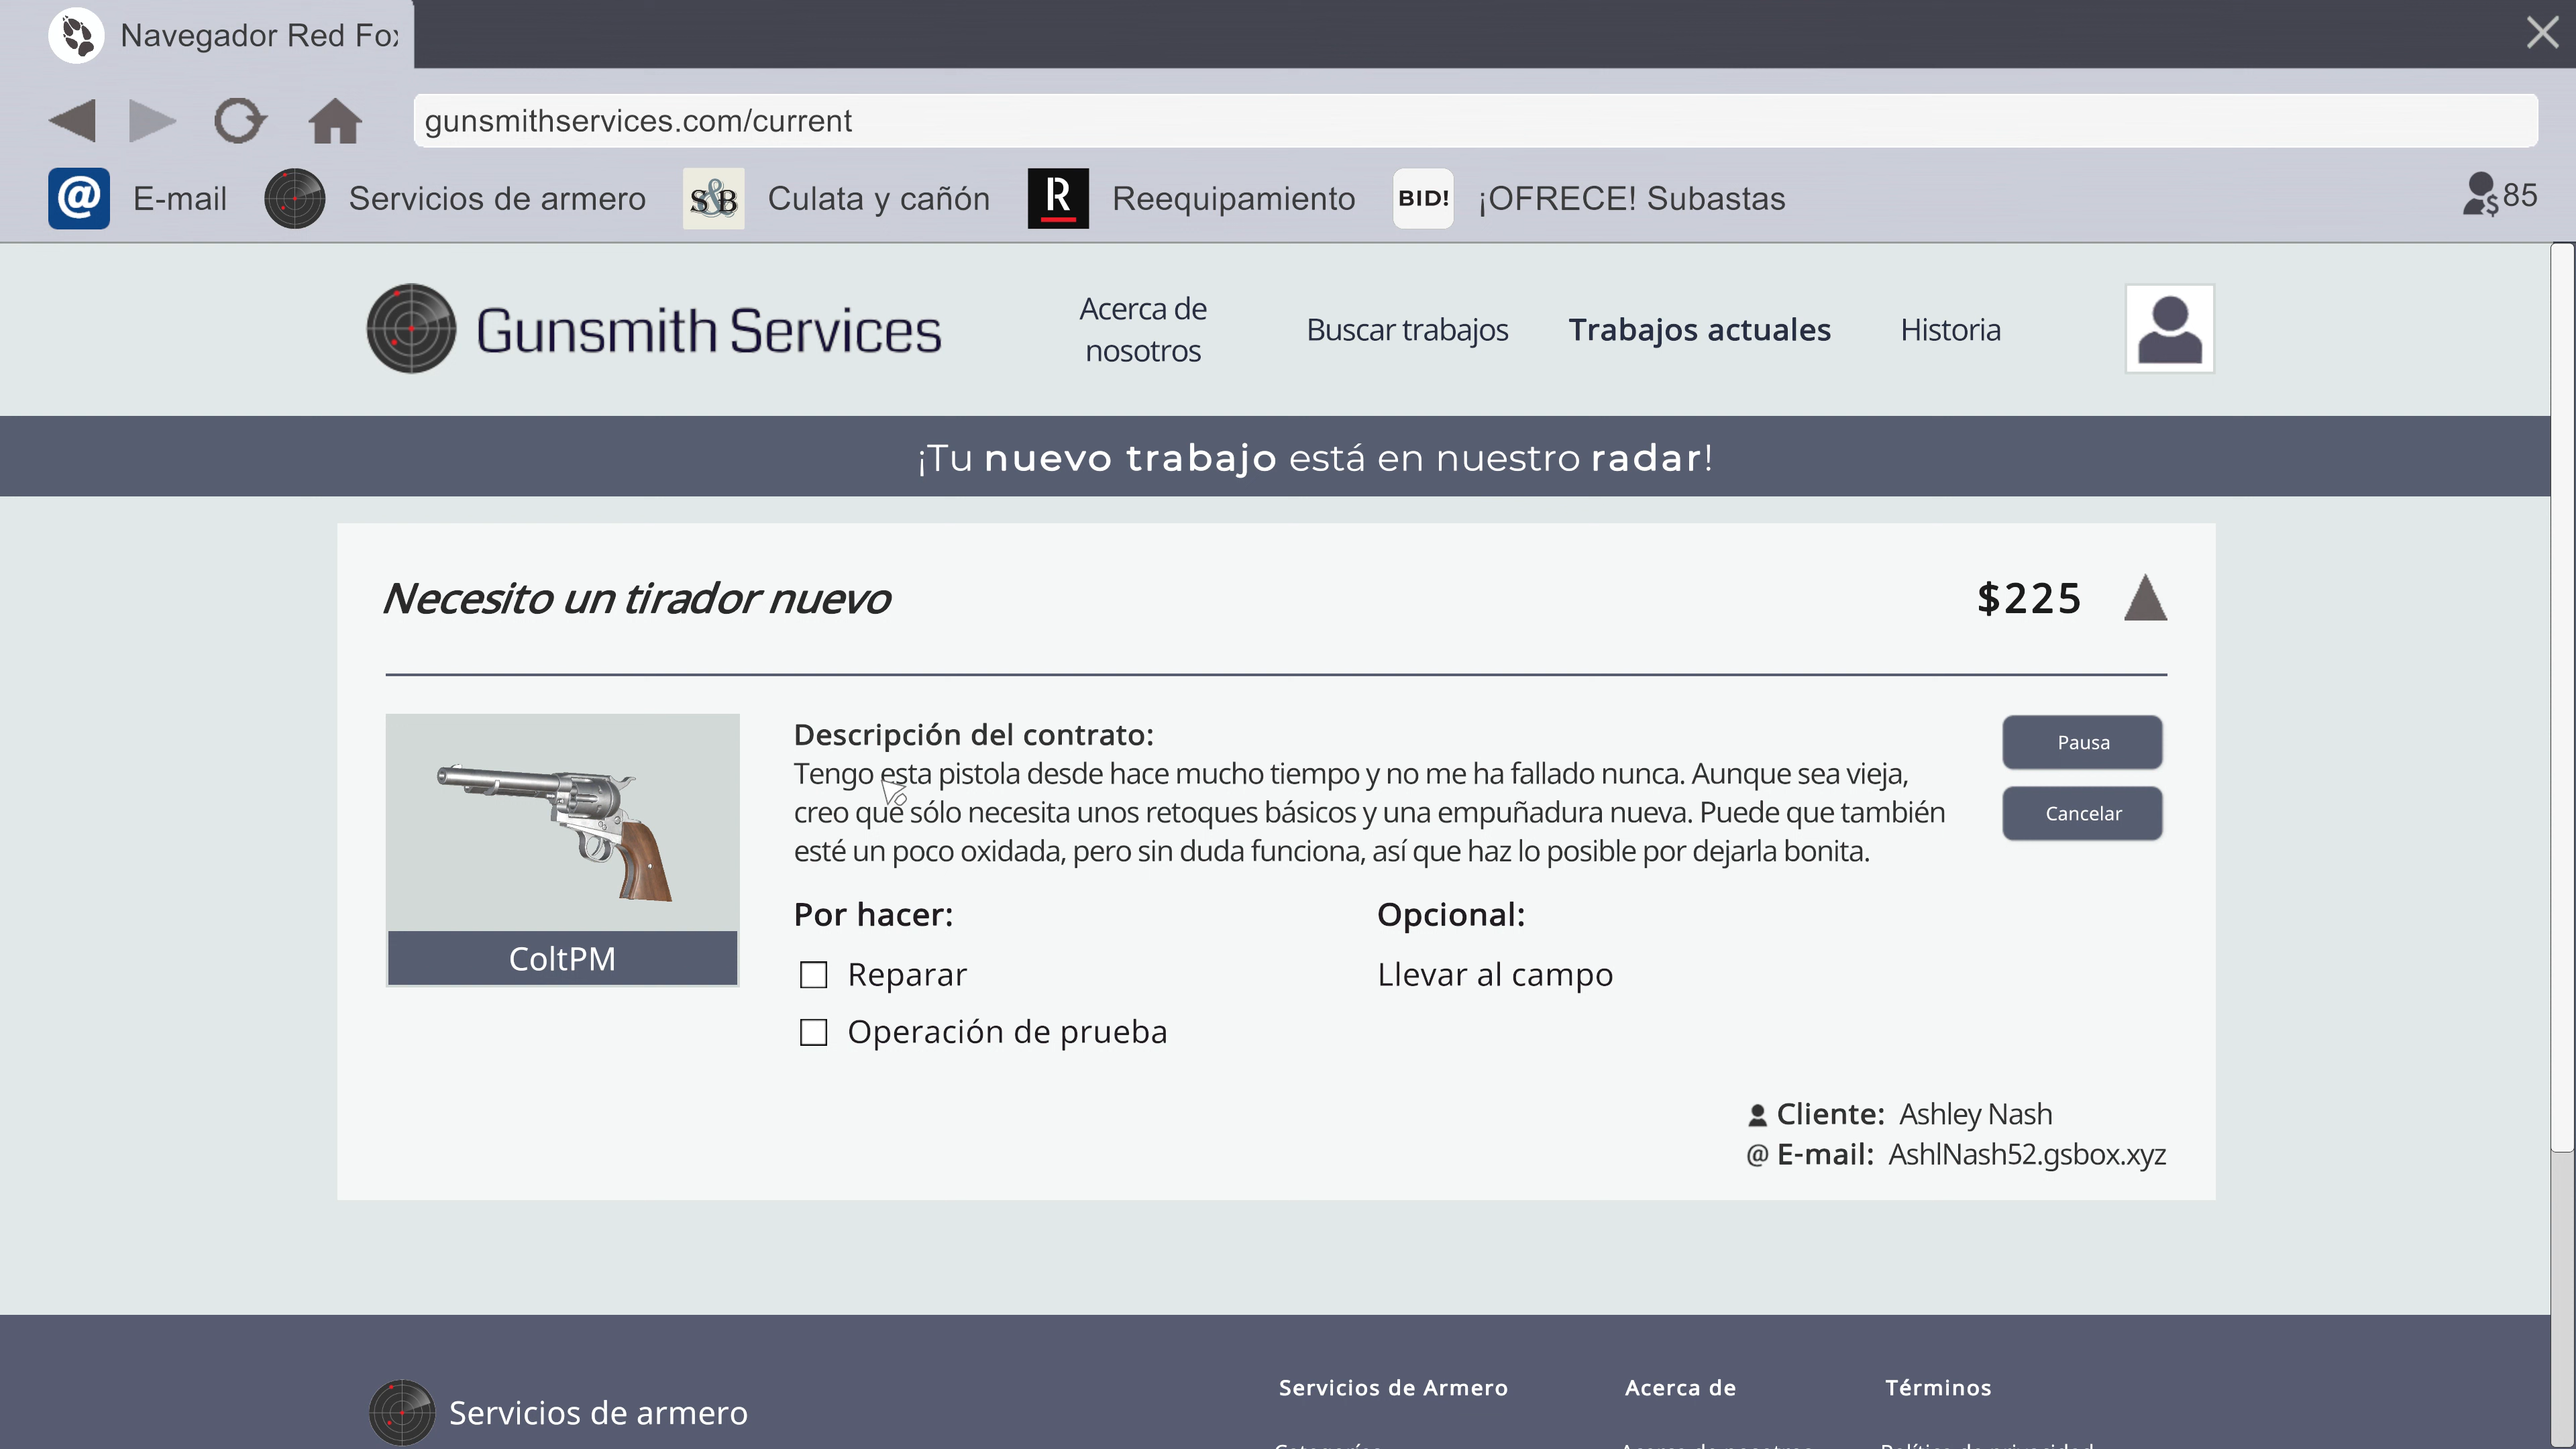 Navegador Red Fox
gunsmithservices.com/current
@ E-mail
Servicios de armero
S&B Culata y cañón
R Reequipamiento
BID! ¡OFRECE! Subastas
$85
Gunsmith Services
Acerca de
nosotros
Buscar trabajos
Trabajos actuales
Historia
¡Tu nuevo trabajo está en nuestro radar!
Necesito un tirador nuevo
$225
Descripción del contrato:
Tengo esta pistola desde hace mucho tiempo y no me ha fallado nunca. Aunque sea vieja,
creo que sólo necesita unos retoques básicos y una empuñadura nueva. Puede que también
esté un poco oxidada, pero sin duda funciona, así que haz lo posible por dejarla bonita.
Pausa
Cancelar
ColtPM
Por hacer:
Reparar
Operación de prueba
Opcional:
Llevar al campo
Cliente: Ashley Nash
@ E-mail: AshlNash52.gsbox.xyz
Servicios de armero
Servicios de Armero
Acerca de
Términos